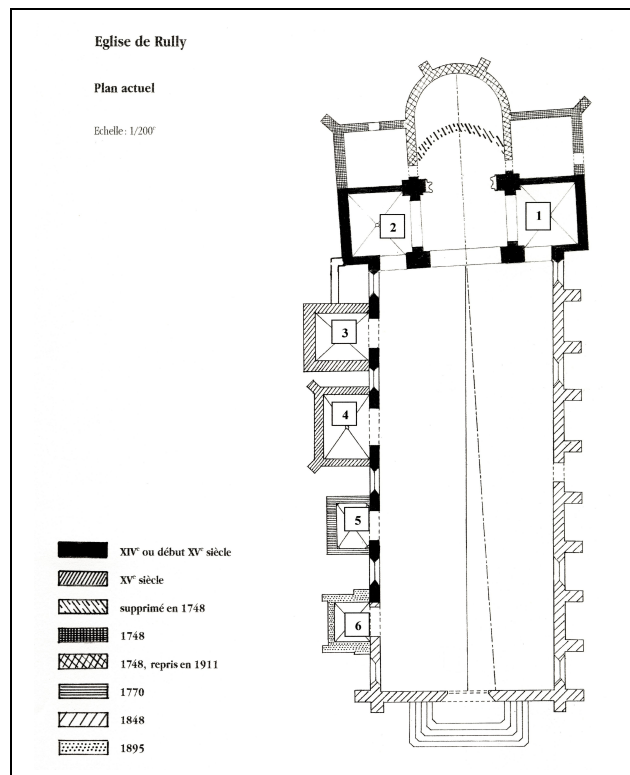 Eglise de Rully
Plan actuel
Echelle : 1/200e
1
2
3
4
5
6
XIVe ou début XVe siècle
XVe siècle
supprimé en 1748
1748
1748, repris en 1911
1770
1848
1895